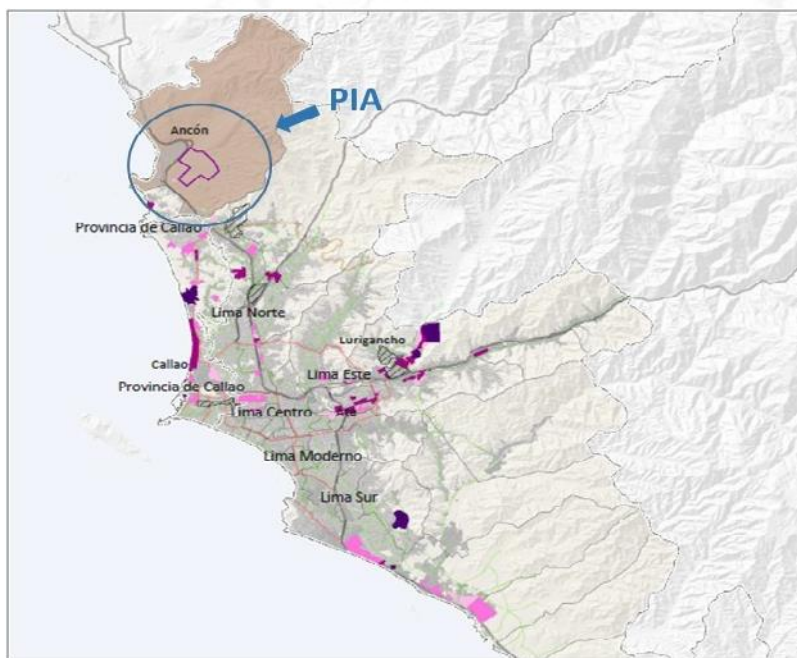 PIA
Ancón
Provincia de Callao
Lima Norte
Lurigancho
Callao
Lima Este
Provincia de Callao
Lima Centro
Ate
Lima Moderno
Lima Sur